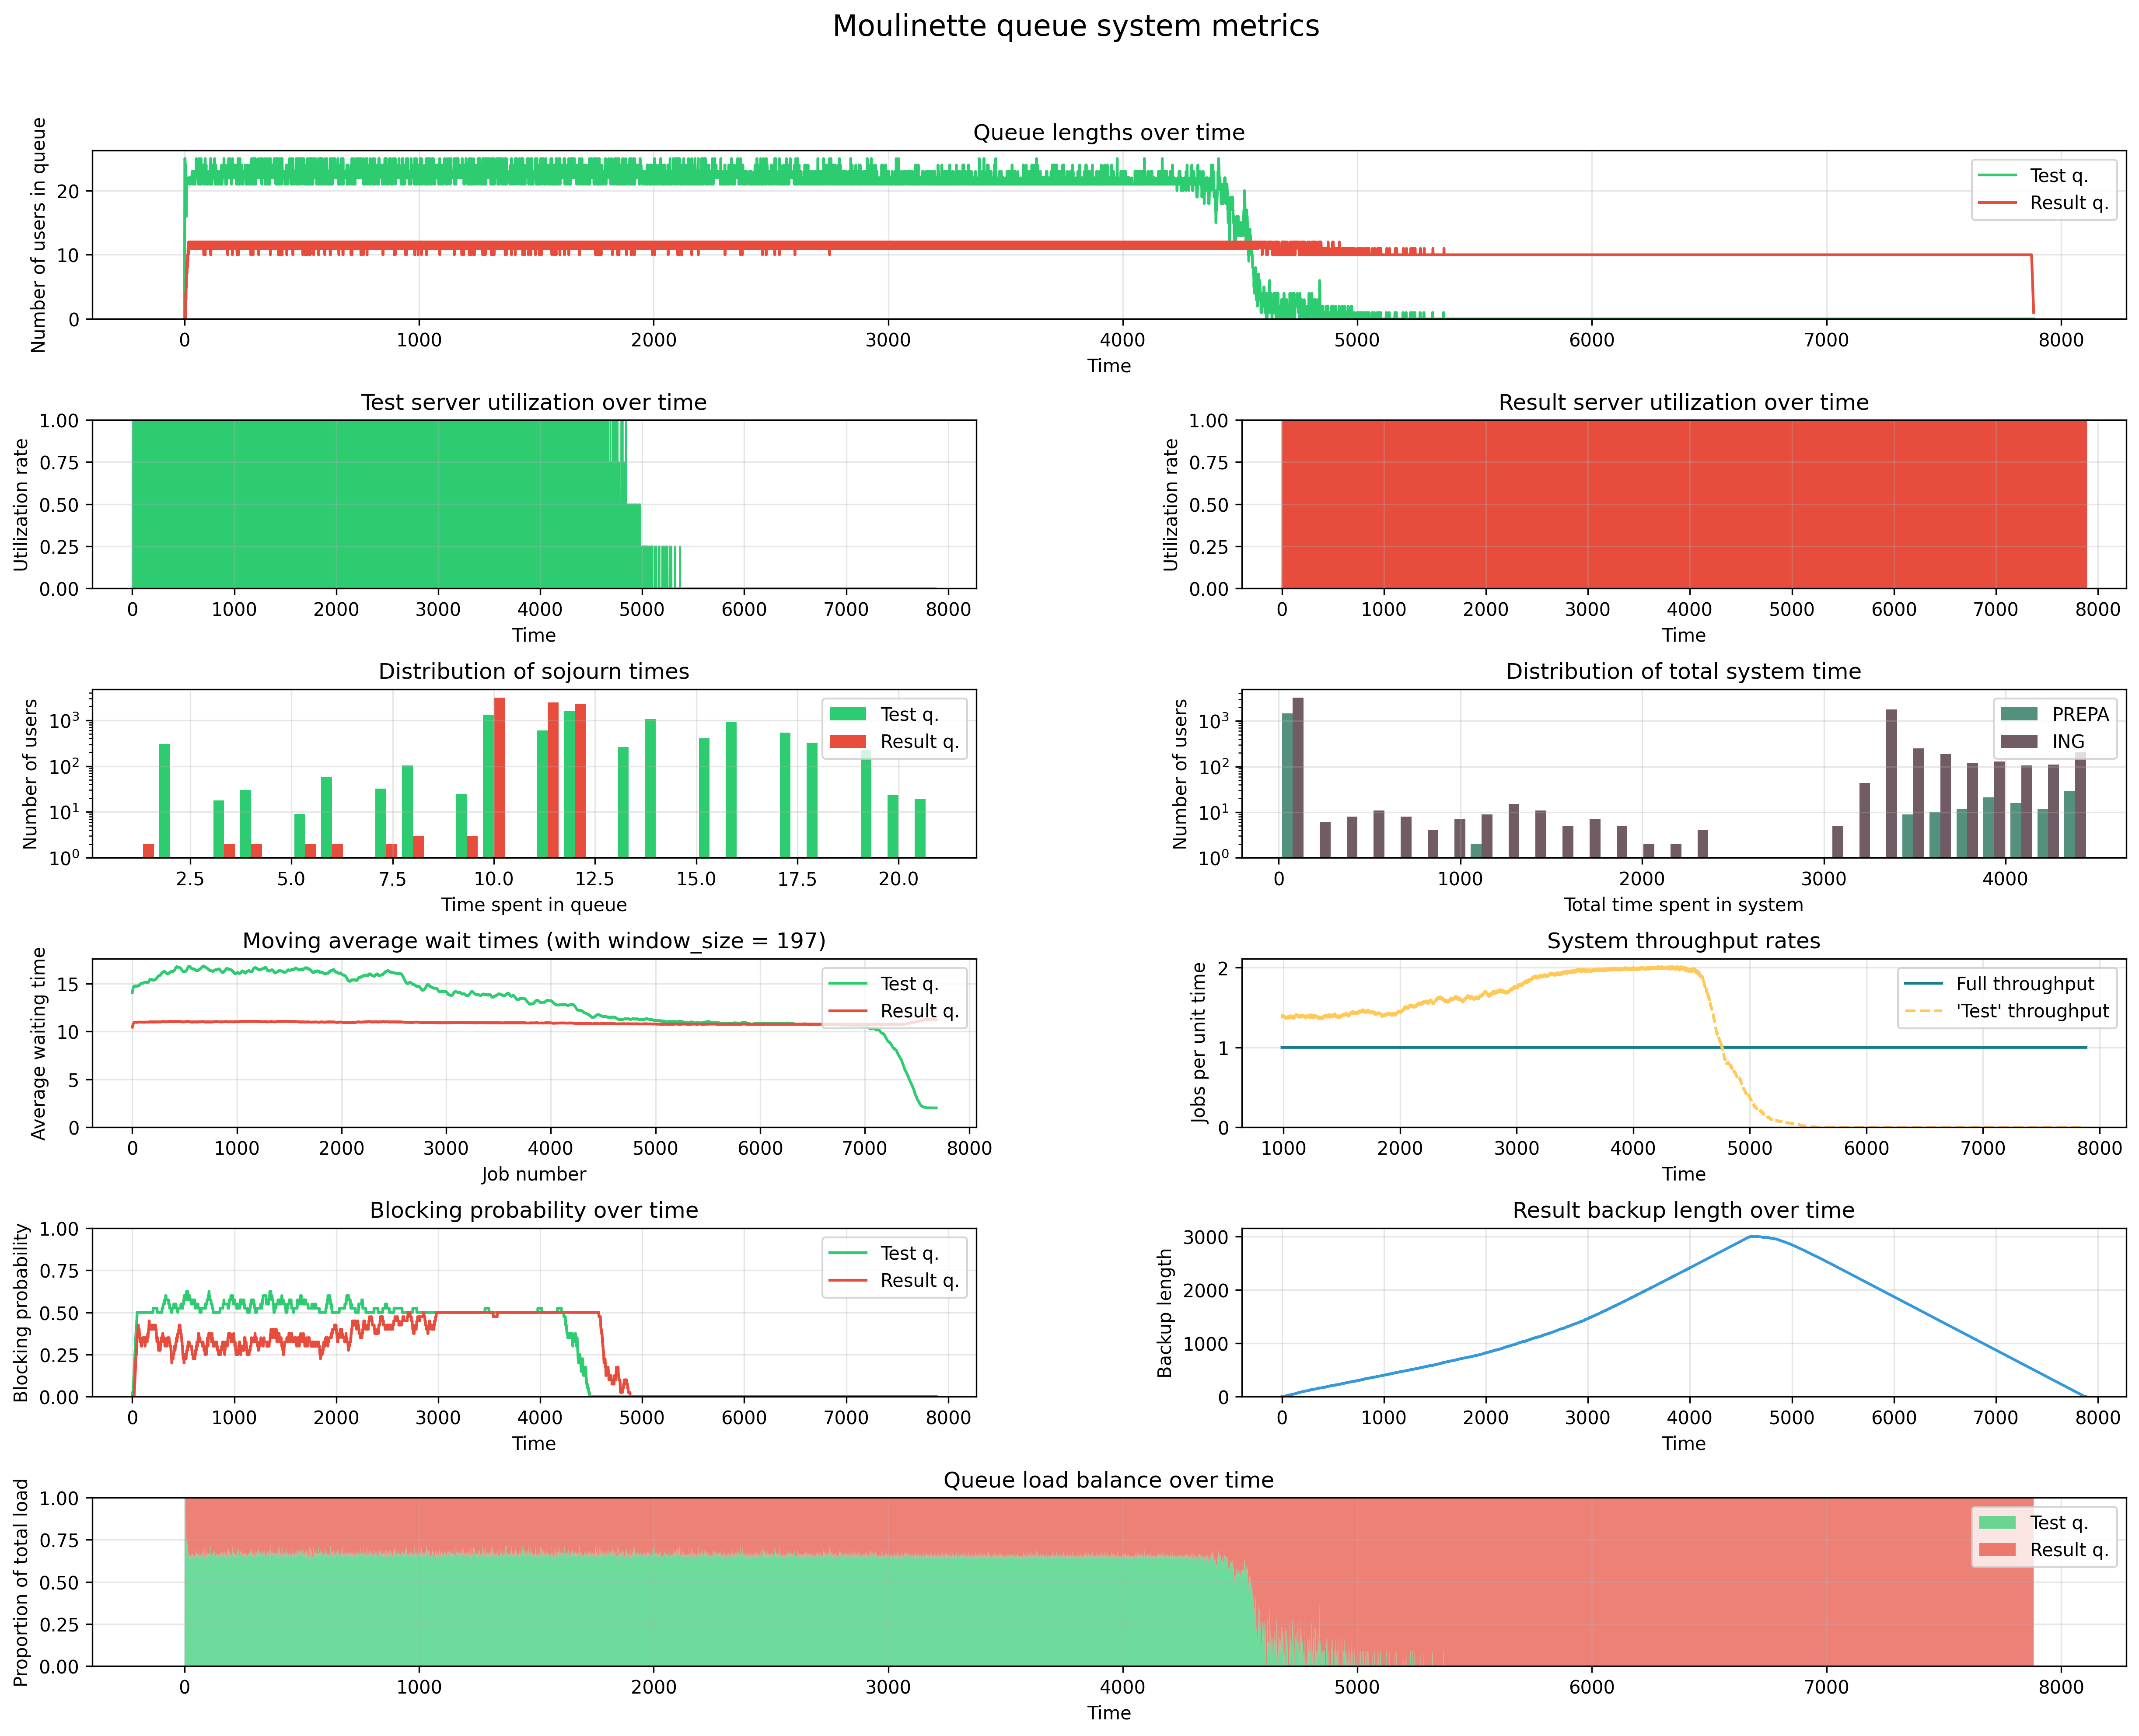 Moulinette queue system metrics
Queue lengths over time
Number of users in queue
20
10
0
Test q.
Result q.
0 1000 2000 3000 4000 5000 6000 7000 8000
Time
Test server utilization over time
Utilization rate
1.00
0.75
0.50
0.25
0.00
0 1000 2000 3000 4000 5000 6000 7000 8000
Time
Result server utilization over time
Utilization rate
1.00
0.75
0.50
0.25
0.00
0 1000 2000 3000 4000 5000 6000 7000 8000
Time
Distribution of sojourn times
Number of users
10³
10²
10¹
10⁰
Test q.
Result q.
2.5 5.0 7.5 10.0 12.5 15.0 17.5 20.0
Time spent in queue
Distribution of total system time
Number of users
10³
10²
10¹
10⁰
PREPA
ING
0 1000 2000 3000 4000
Total time spent in system
Moving average wait times (with window_size = 197)
Average waiting time
15
10
5
0
Test q.
Result q.
0 1000 2000 3000 4000 5000 6000 7000 8000
Job number
System throughput rates
Jobs per unit time
2
1
0
Full throughput
'Test' throughput
1000 2000 3000 4000 5000 6000 7000 8000
Time
Blocking probability over time
Blocking probability
1.00
0.75
0.50
0.25
0.00
Test q.
Result q.
0 1000 2000 3000 4000 5000 6000 7000 8000
Time
Result backup length over time
Backup length
3000
2000
1000
0
0 1000 2000 3000 4000 5000 6000 7000 8000
Time
Queue load balance over time
Proportion of total load
1.00
0.75
0.50
0.25
0.00
Test q.
Result q.
0 1000 2000 3000 4000 5000 6000 7000 8000
Time